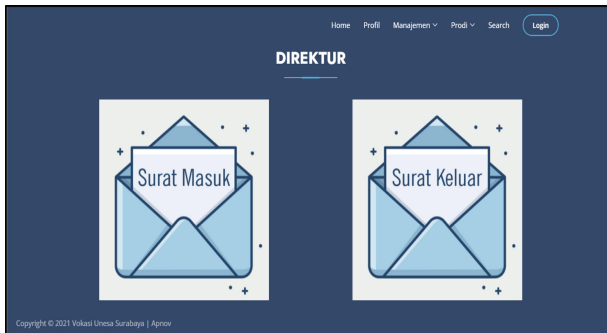 Home Profil Manajemen Prodi Search Login
DIREKTUR
Surat Masuk
Surat Keluar
Copyright © 2021 Vokasi Unesa Surabaya | Apnov